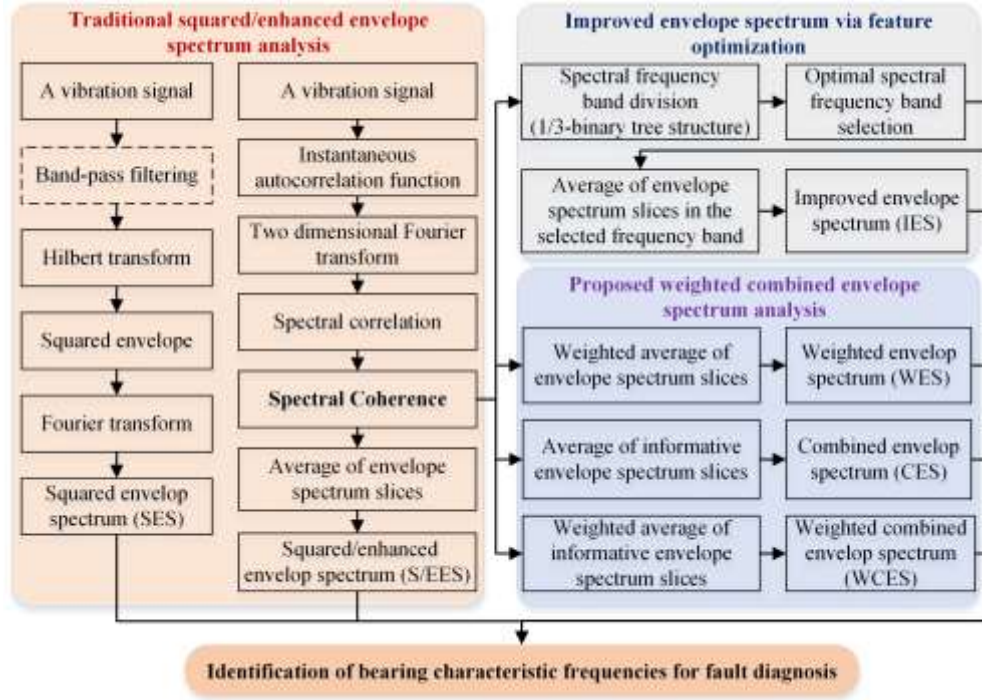 Traditional squared/enhanced envelope
spectrum analysis
A vibration signal
Band-pass filtering
Hilbert transform
Squared envelope
Fourier transform
Squared envelop
spectrum (SES)
A vibration signal
Instantaneous
autocorrelation function
Two dimensional Fourier
transform
Spectral correlation
Spectral Coherence
Average of envelope
spectrum slices
Squared/enhanced
envelop spectrum (S/EES)
Improved envelope spectrum via feature
optimization
Spectral frequency
band division
(1/3-binary tree structure)
Optimal spectral
frequency band
selection
Average of envelope
spectrum slices in the
selected frequency band
Improved envelope
spectrum (IES)
Proposed weighted combined envelope
spectrum analysis
Weighted average of
envelope spectrum slices
Weighted envelop
spectrum (WES)
Average of informative
envelope spectrum slices
Combined envelop
spectrum (CES)
Weighted average of
informative envelope
spectrum slices
Weighted combined
envelop spectrum
(WCES)
Identification of bearing characteristic frequencies for fault diagnosis